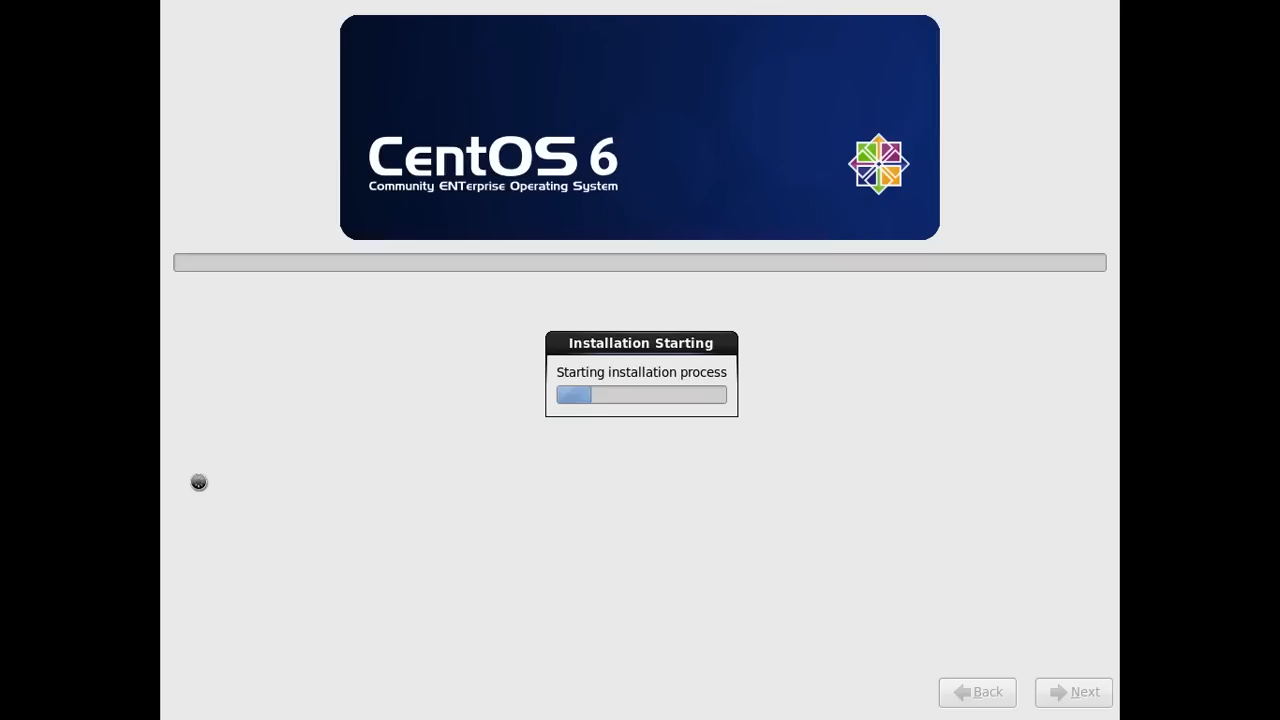 CentOS 6
Community ENTerprise Operating System
Installation Starting
Starting installation process
Back
Next